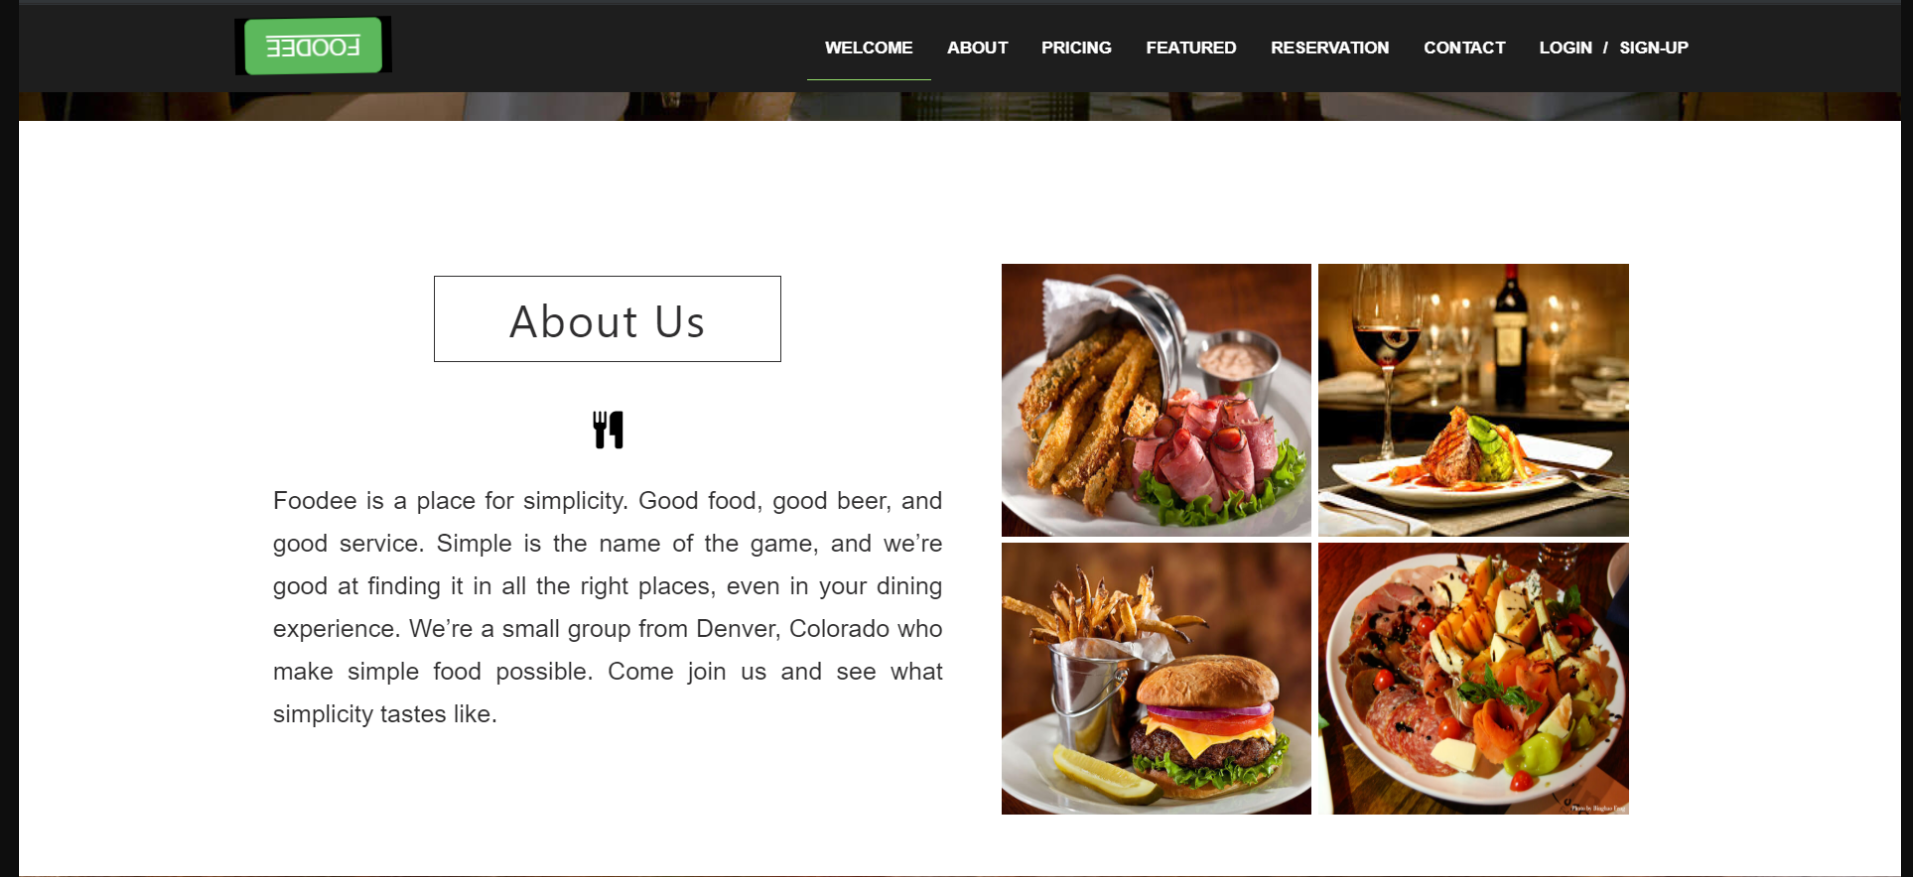 FOODEE
WELCOME ABOUT PRICING FEATURED RESERVATION CONTACT LOGIN / SIGN-UP
About Us
Foodee is a place for simplicity. Good food, good beer, and
good service. Simple is the name of the game, and we’re
good at finding it in all the right places, even in your dining
experience. We’re a small group from Denver, Colorado who
make simple food possible. Come join us and see what
simplicity tastes like.